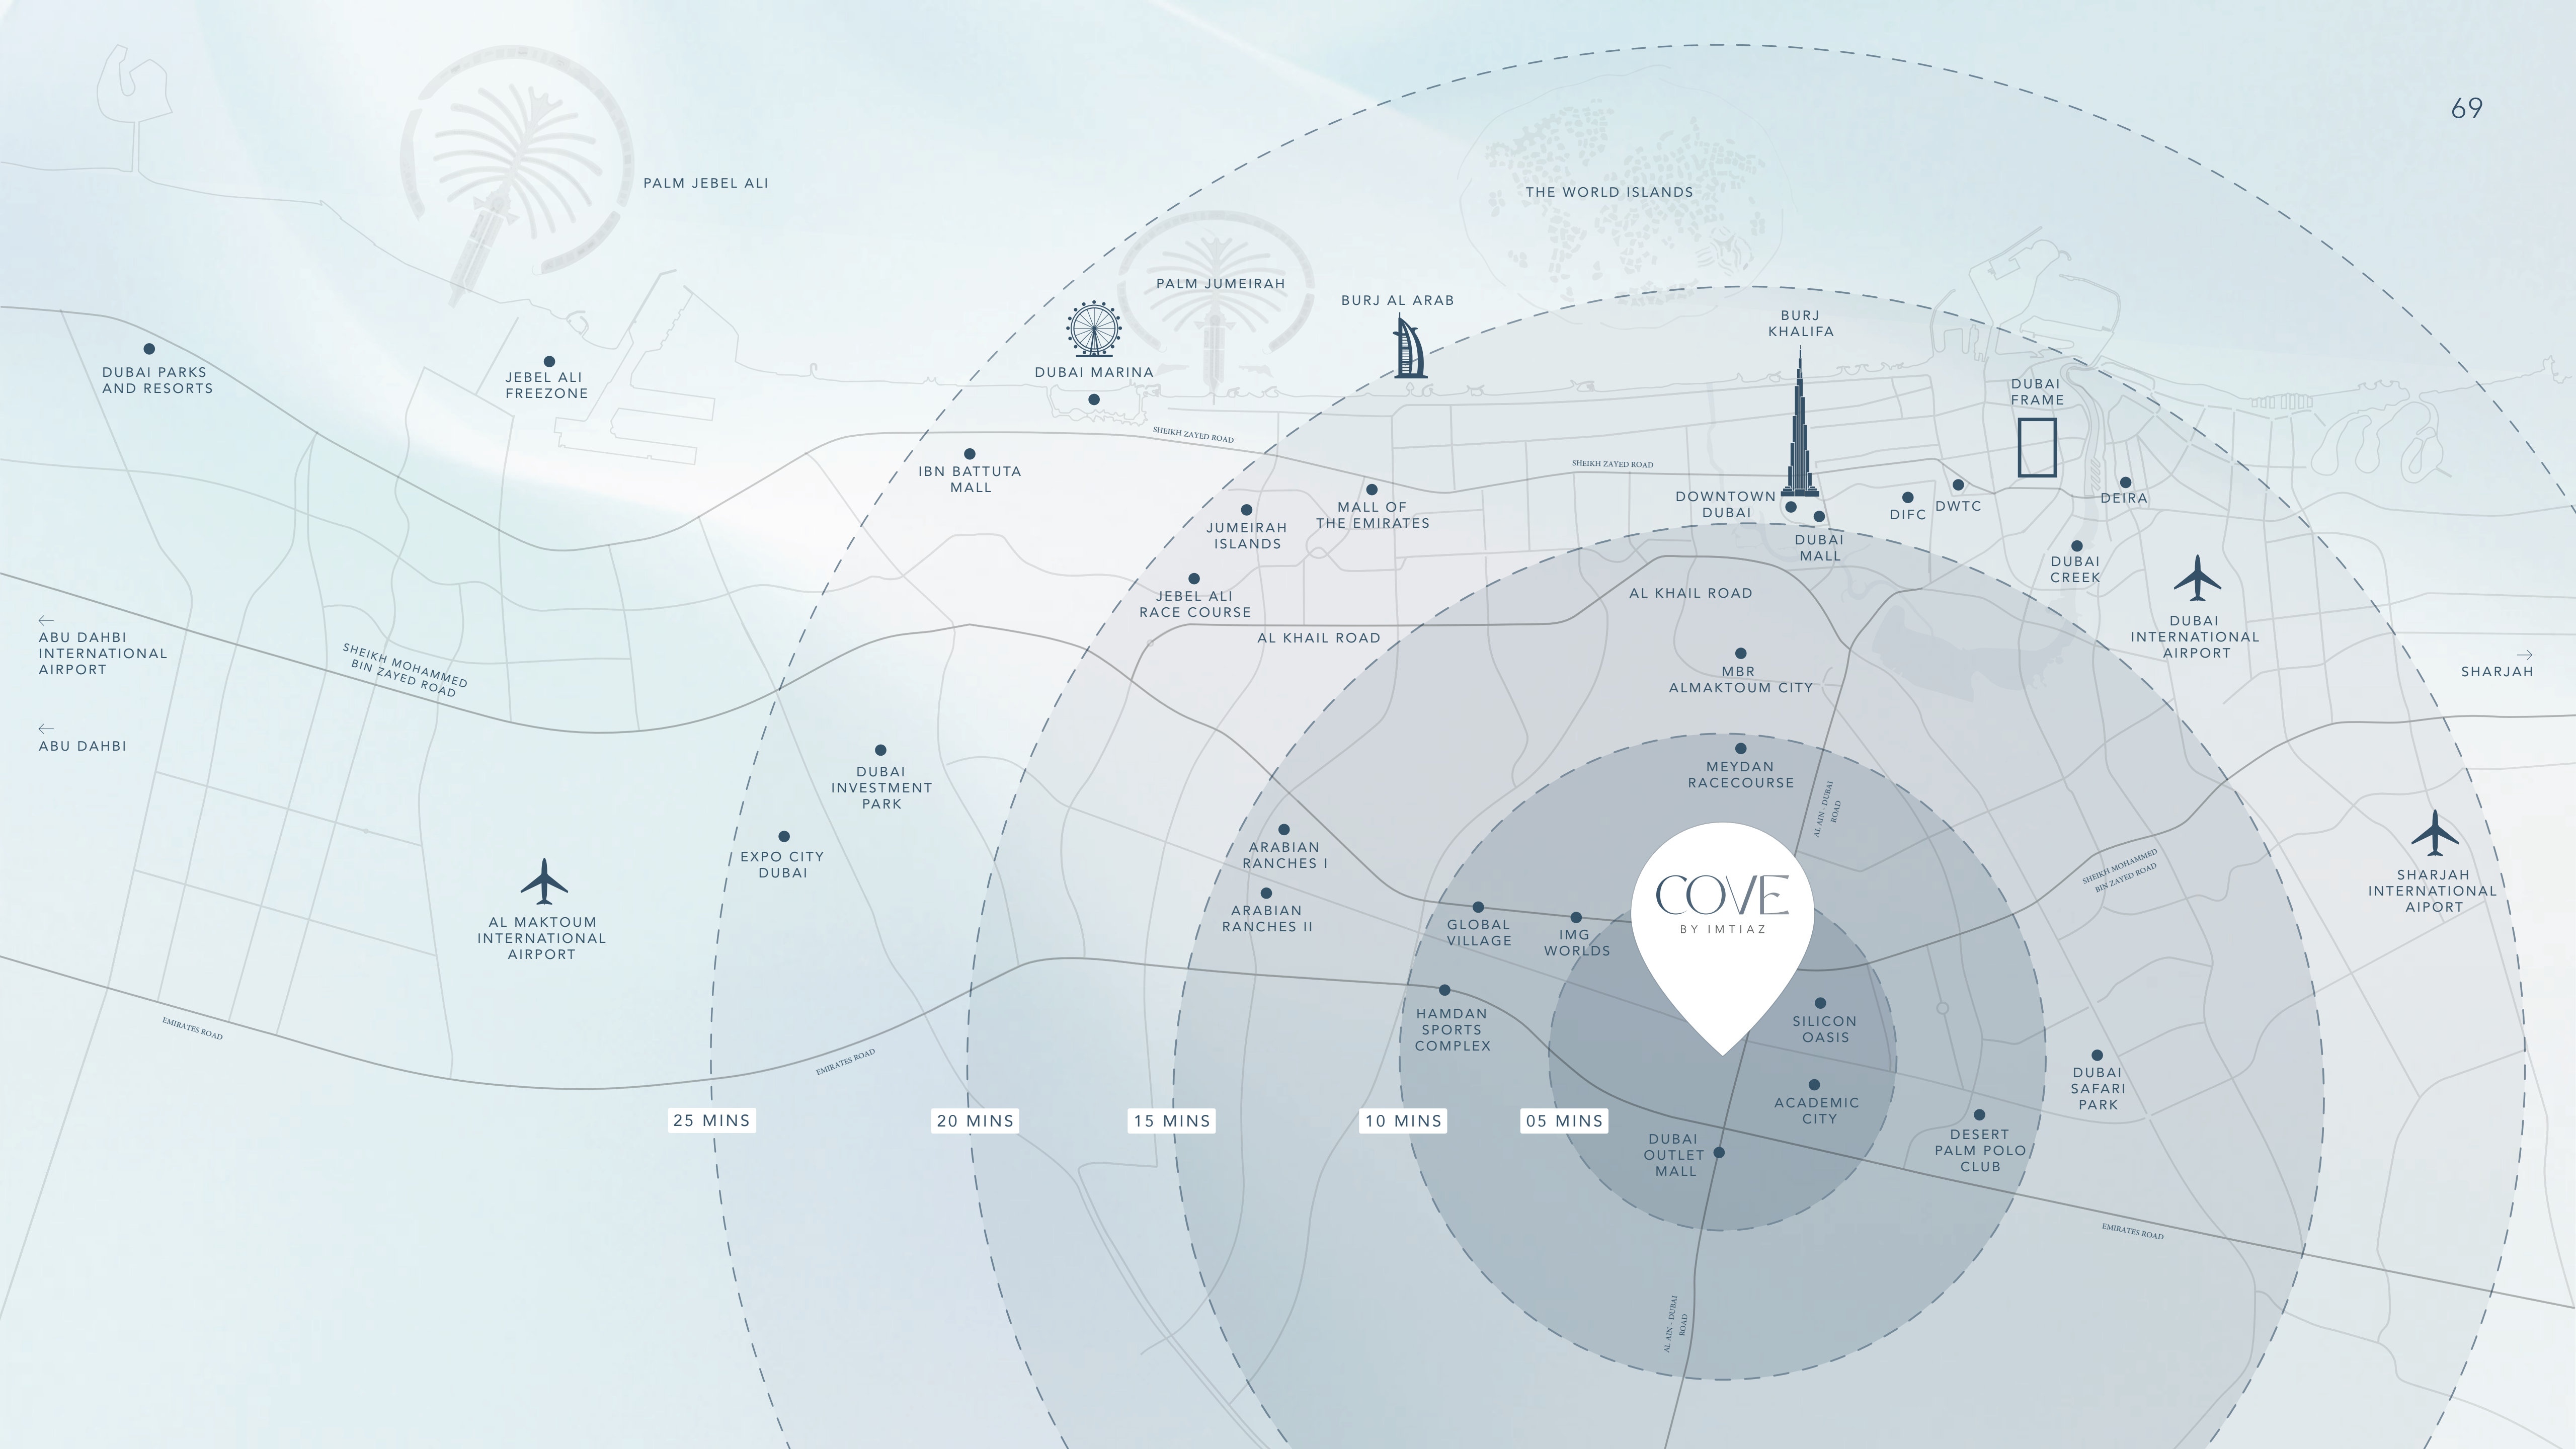 69
PALM JEBEL ALI
THE WORLD ISLANDS
PALM JUMEIRAH
BURJ AL ARAB
BURJ
KHALIFA
DUBAI PARKS
AND RESORTS
JEBEL ALI
FREEZONE
DUBAI MARINA
DUBAI
FRAME
SHEIKH ZAYED ROAD
SHEIKH ZAYED ROAD
IBN BATTUTA
MALL
JUMEIRAH
ISLANDS
MALL OF
THE EMIRATES
DOWNTOWN
DUBAI
DUBAI
MALL
DIFC
DWTC
DEIRA
DUBAI
CREEK
JEBEL ALI
RACE COURSE
AL KHAIL ROAD
AL KHAIL ROAD
DUBAI
INTERNATIONAL
AIRPORT
←
ABU DAHBI
INTERNATIONAL
AIRPORT
SHEIKH MOHAMMED
BIN ZAYED ROAD
→
SHARJAH
MBR
ALMAKTOUM CITY
←
ABU DAHBI
DUBAI
INVESTMENT
PARK
MEYDAN
RACECOURSE
AL AIN - DUBAI
ROAD
EXPO CITY
DUBAI
ARABIAN
RANCHES I
ARABIAN
RANCHES II
COVE
BY IMTIAZ
SHEIKH MOHAMMED
BIN ZAYED ROAD
SHARJAH
INTERNATIONAL
AIPORT
AL MAKTOUM
INTERNATIONAL
AIRPORT
GLOBAL
VILLAGE
IMG
WORLDS
HAMDAN
SPORTS
COMPLEX
SILICON
OASIS
EMIRATES ROAD
EMIRATES ROAD
DUBAI
SAFARI
PARK
ACADEMIC
CITY
25 MINS
20 MINS
15 MINS
10 MINS
05 MINS
DUBAI
OUTLET
MALL
DESERT
PALM POLO
CLUB
EMIRATES ROAD
AL AIN - DUBAI
ROAD